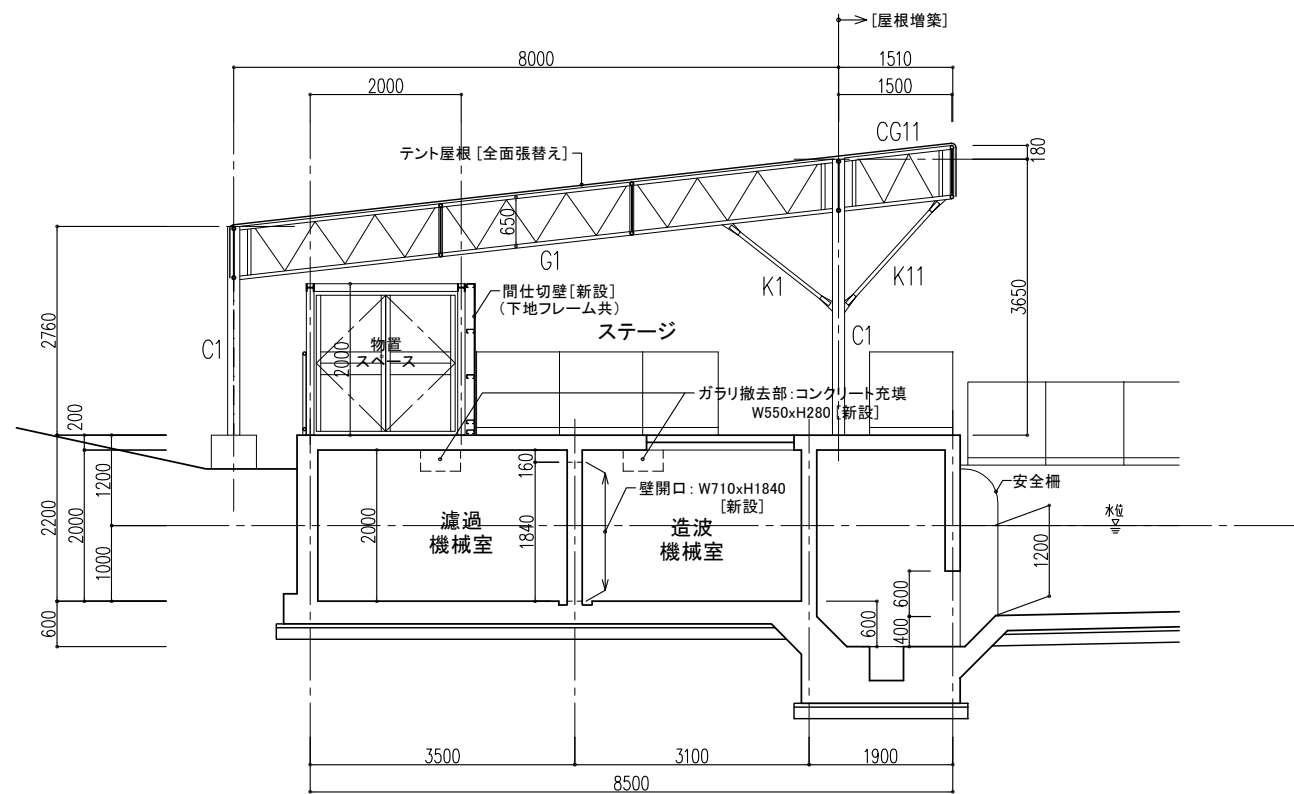 [屋根増築]
8000
1510
2000
1500
CG11
180
テント屋根 [全面張替え]
650
G1
K1
K11
間仕切壁[新設]
(下地フレーム共)
ステージ
3650
2760
C1
C1
物置
スペース
2000
ガラリ撤去部:コンクリート充填
W550xH280 [新設]
200
160
壁開口:W710xH1840
[新設]
安全柵
水位
2200
2000
1200
1000
2000
1840
濾過
機械室
造波
機械室
1200
600
600
600
400
3500
3100
1900
8500